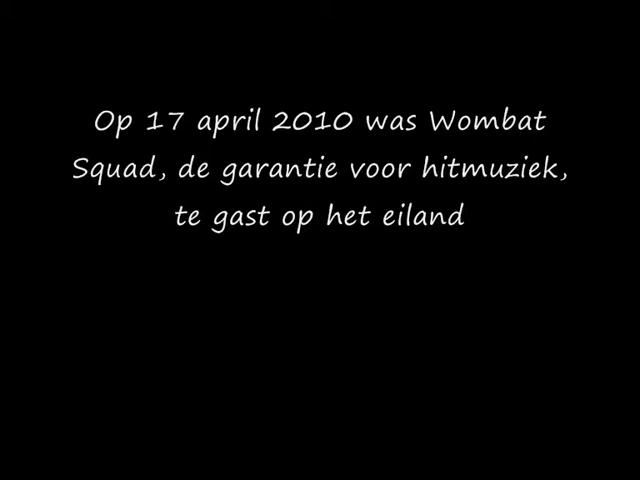 Op 17 april 2010 was Wombat
Squad, de garantie voor hitmuziek,
te gast op het eiland